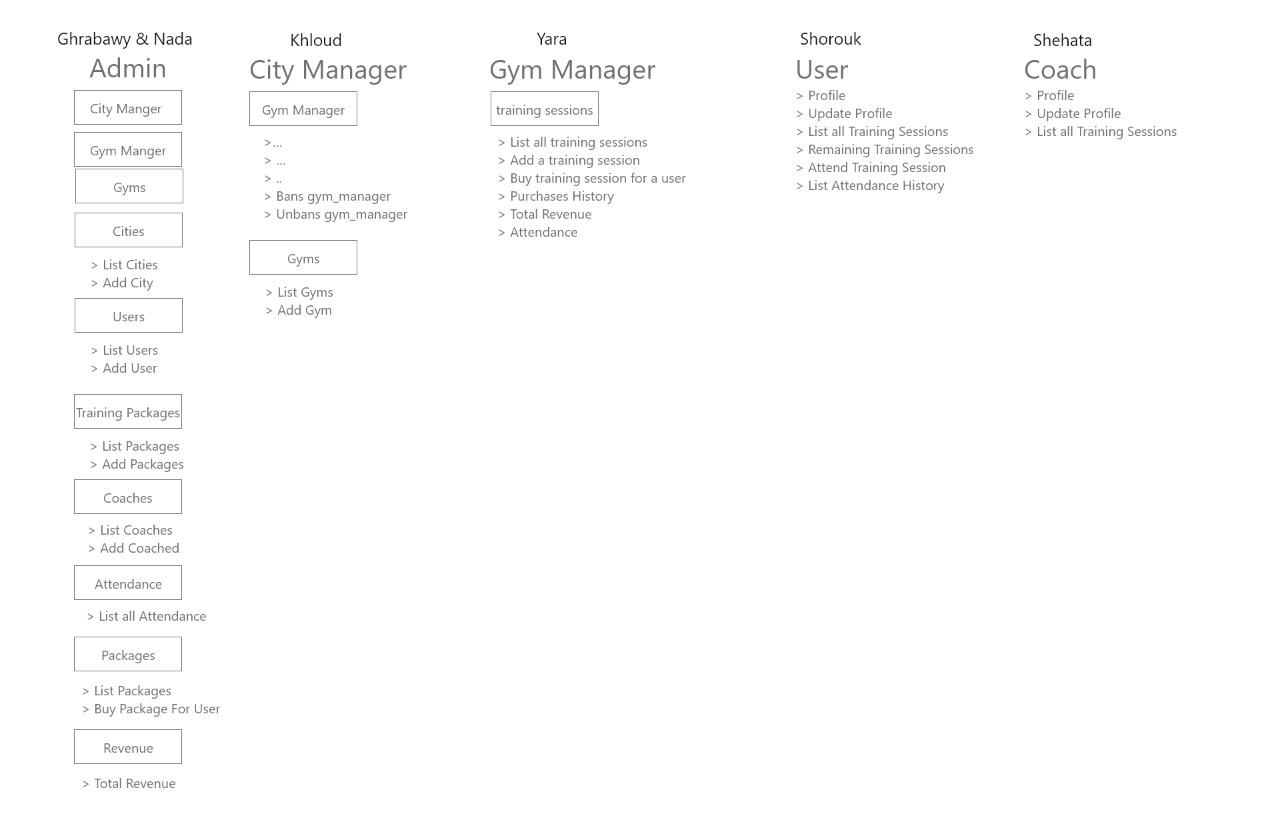 Ghrabawy & Nada
Admin
City Manger
Gym Manger
Gyms
Cities
> List Cities
> Add City
Users
> List Users
> Add User
Training Packages
> List Packages
> Add Packages
Coaches
> List Coaches
> Add Coached
Attendance
> List all Attendance
Packages
> List Packages
> Buy Package For User
Revenue
> Total Revenue
Khloud
City Manager
Gym Manager
>...
> ...
> ..
> Bans gym_manager
> Unbans gym_manager
Gyms
> List Gyms
> Add Gym
Yara
Gym Manager
training sessions
> List all training sessions
> Add a training session
> Buy training session for a user
> Purchases History
> Total Revenue
> Attendance
Shorouk
User
> Profile
> Update Profile
> List all Training Sessions
> Remaining Training Sessions
> Attend Training Session
> List Attendance History
Shehata
Coach
> Profile
> Update Profile
> List all Training Sessions